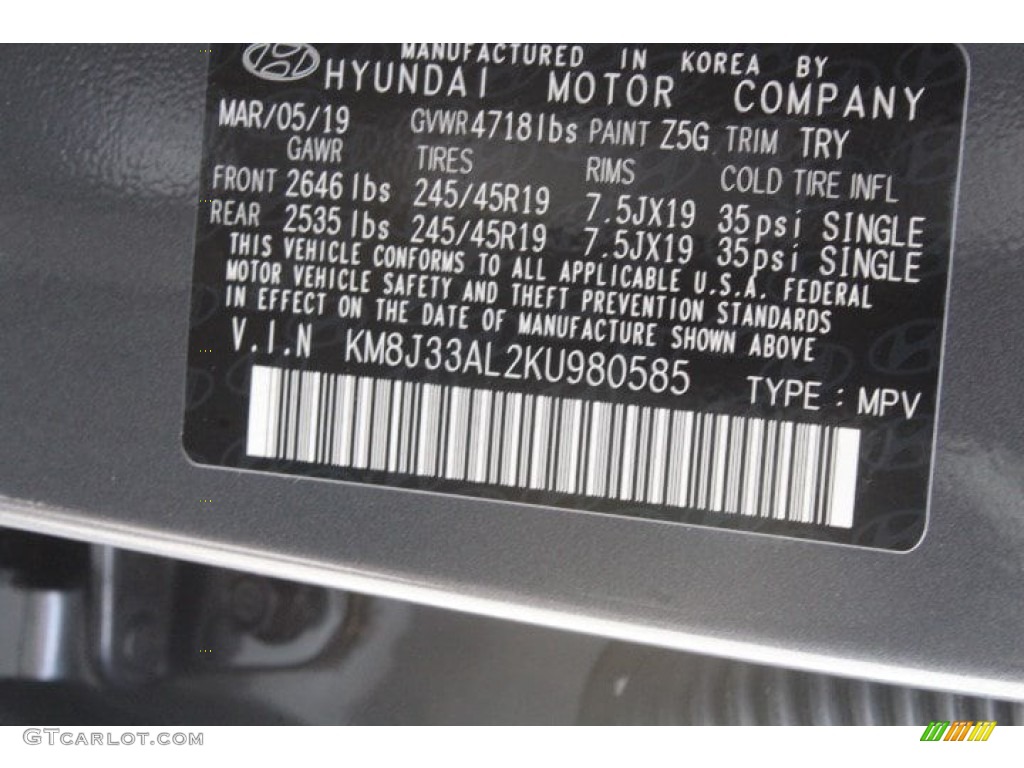 MANUFACTURED IN KOREA BY
HYUNDAI MOTOR COMPANY
MAR/05/19 GVWR 4718lbs PAINT Z5G TRIM TRY
GAWR TIRES RIMS COLD TIRE INFL
FRONT 2646 lbs 245/45R19 7.5JX19 35psi SINGLE
REAR 2535 lbs 245/45R19 7.5JX19 35psi SINGLE
THIS VEHICLE CONFORMS TO ALL APPLICABLE U.S.A. FEDERAL
MOTOR VEHICLE SAFETY AND THEFT PREVENTION STANDARDS
IN EFFECT ON THE DATE OF MANUFACTURE SHOWN ABOVE
V.I.N KM8J33AL2KU980585 TYPE : MPV
GTCARLOT.COM